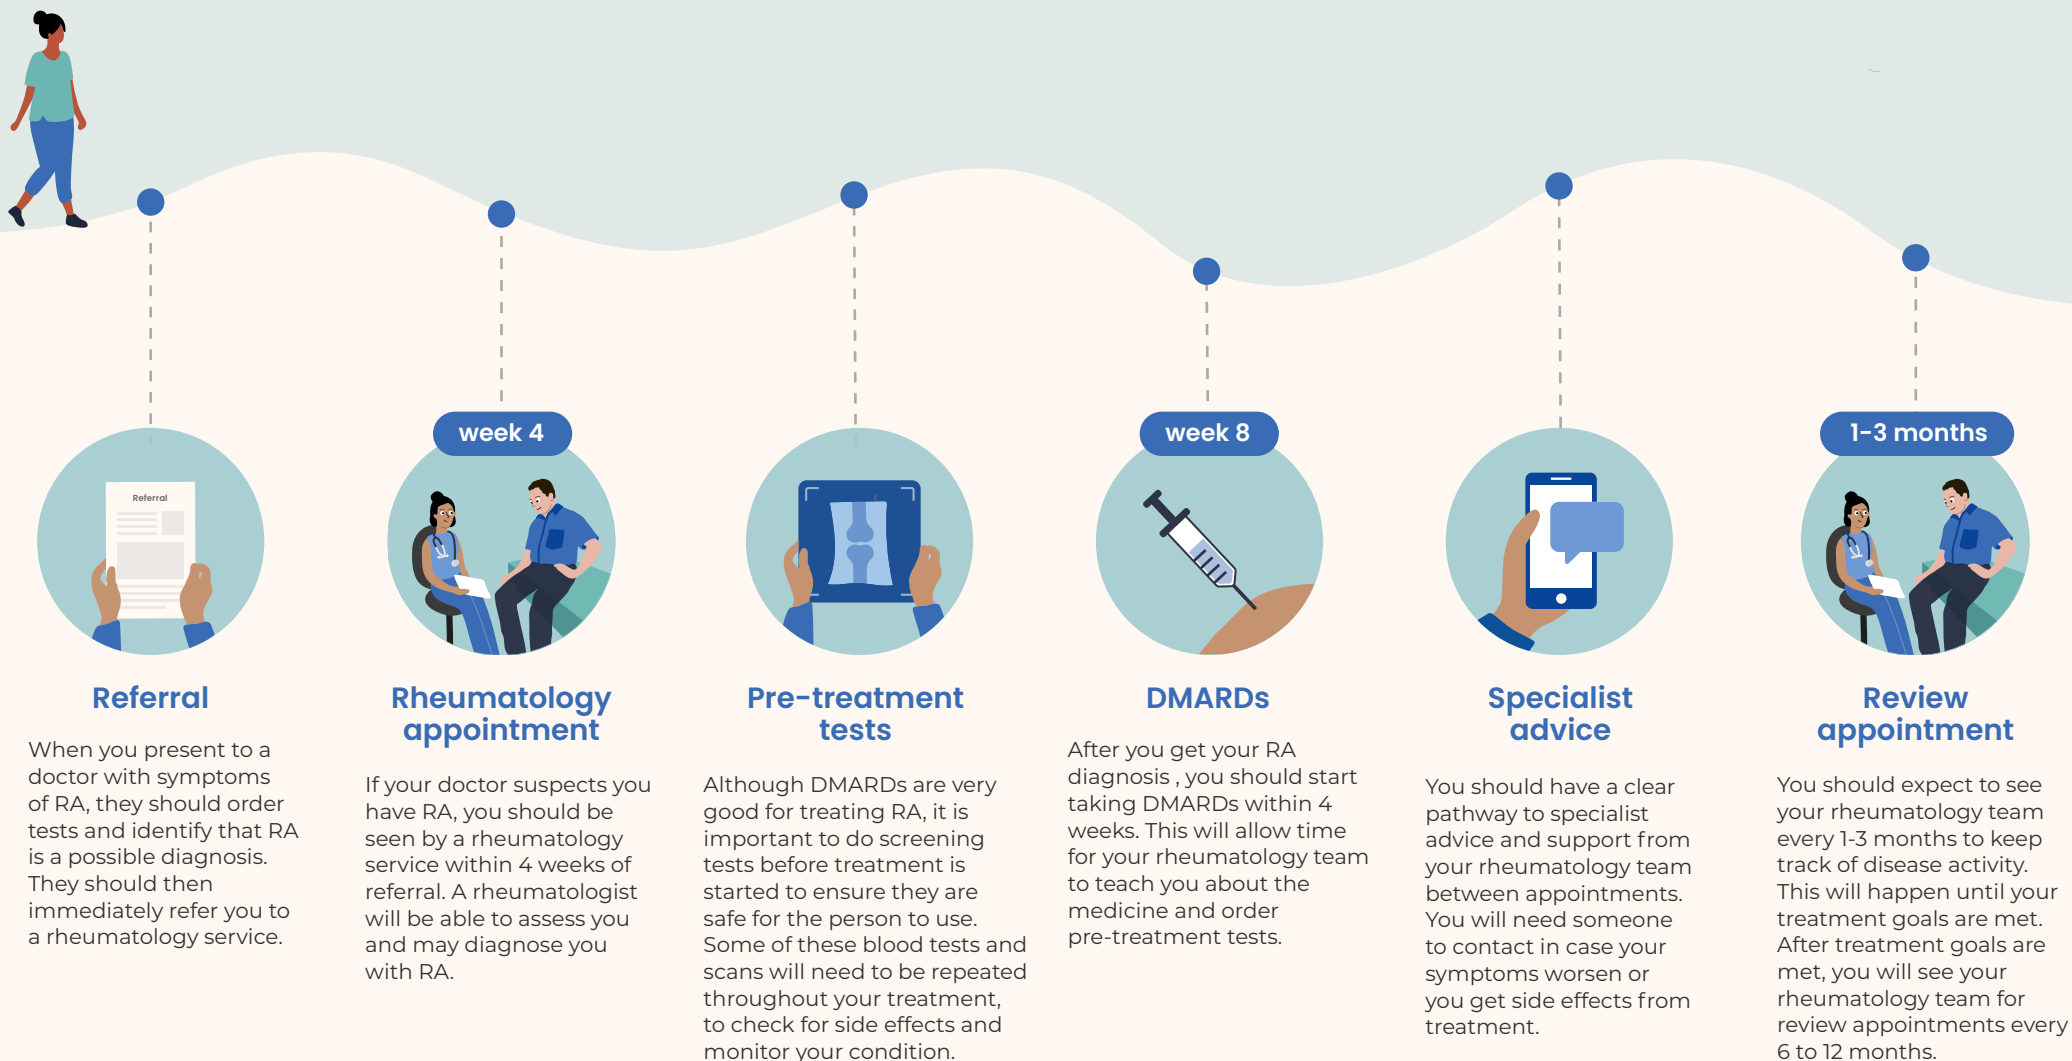 week 4
week 8
1-3 months
Referral
Referral
When you present to a
doctor with symptoms
of RA, they should order
tests and identify that RA
is a possible diagnosis.
They should then
immediately refer you to
a rheumatology service.
Rheumatology
appointment
If your doctor suspects you
have RA, you should be
seen by a rheumatology
service within 4 weeks of
referral. A rheumatologist
will be able to assess you
and may diagnose you
with RA.
Pre-treatment
tests
Although DMARDs are very
good for treating RA, it is
important to do screening
tests before treatment is
started to ensure they are
safe for the person to use.
Some of these blood tests and
scans will need to be repeated
throughout your treatment,
to check for side effects and
monitor your condition.
DMARDs
After you get your RA
diagnosis , you should start
taking DMARDs within 4
weeks. This will allow time
for your rheumatology team
to teach you about the
medicine and order
pre-treatment tests.
Specialist
advice
You should have a clear
pathway to specialist
advice and support from
your rheumatology team
between appointments.
You will need someone
to contact in case your
symptoms worsen or
you get side effects from
treatment.
Review
appointment
You should expect to see
your rheumatology team
every 1-3 months to keep
track of disease activity.
This will happen until your
treatment goals are met.
After treatment goals are
met, you will see your
rheumatology team for
review appointments every
6 to 12 months.